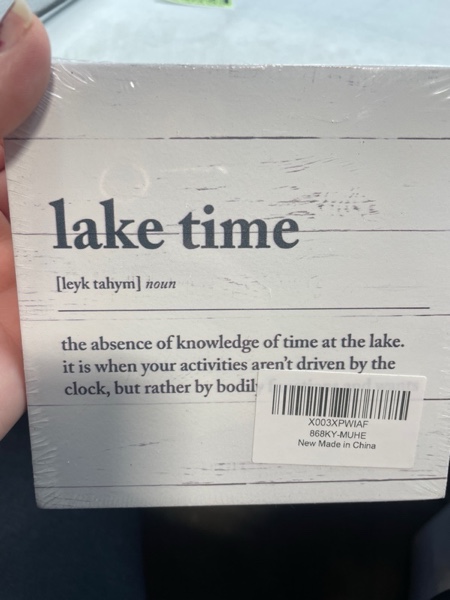 lake time
[leyk tahym] noun
the absence of knowledge of time at the lake.
it is when your activities aren't driven by the
clock, but rather by bodily
X003XPWIAF
868KY-MUHE
New Made in China